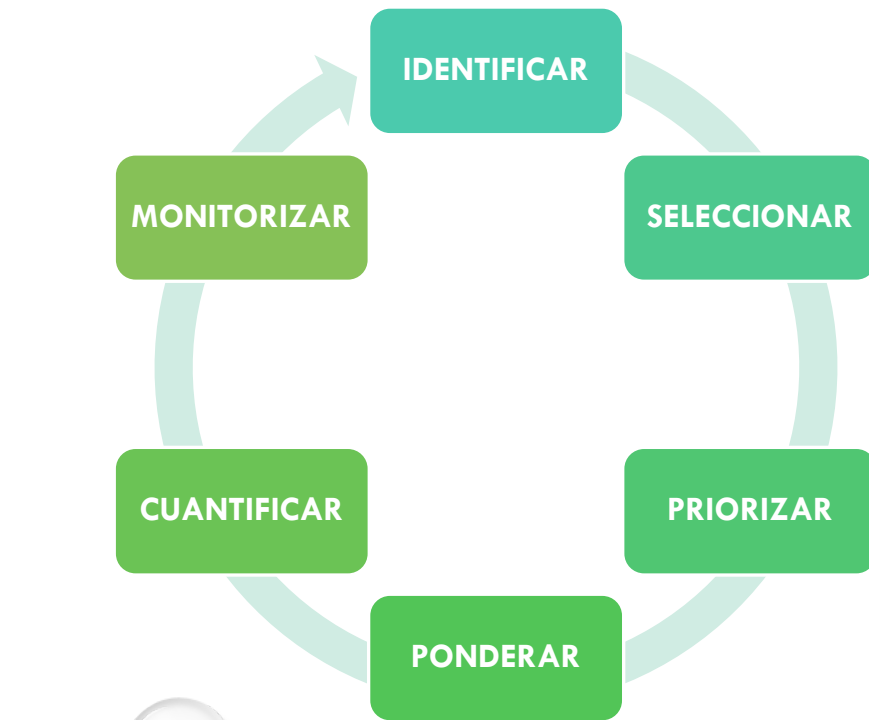 IDENTIFICAR
SELECCIONAR
PRIORIZAR
PONDERAR
CUANTIFICAR
MONITORIZAR